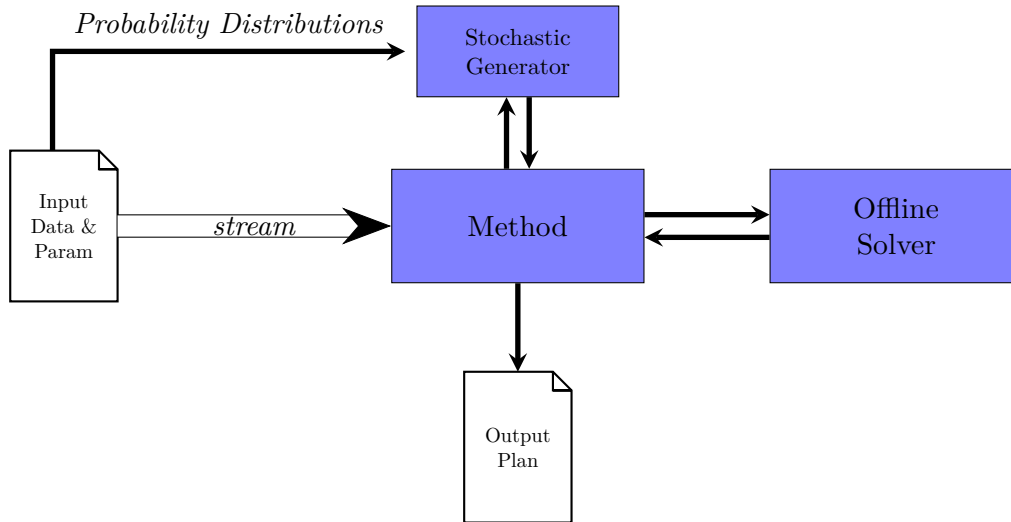 Probability Distributions
Stochastic
Generator
Input
Data &
Param
stream
Method
Offline
Solver
Output
Plan